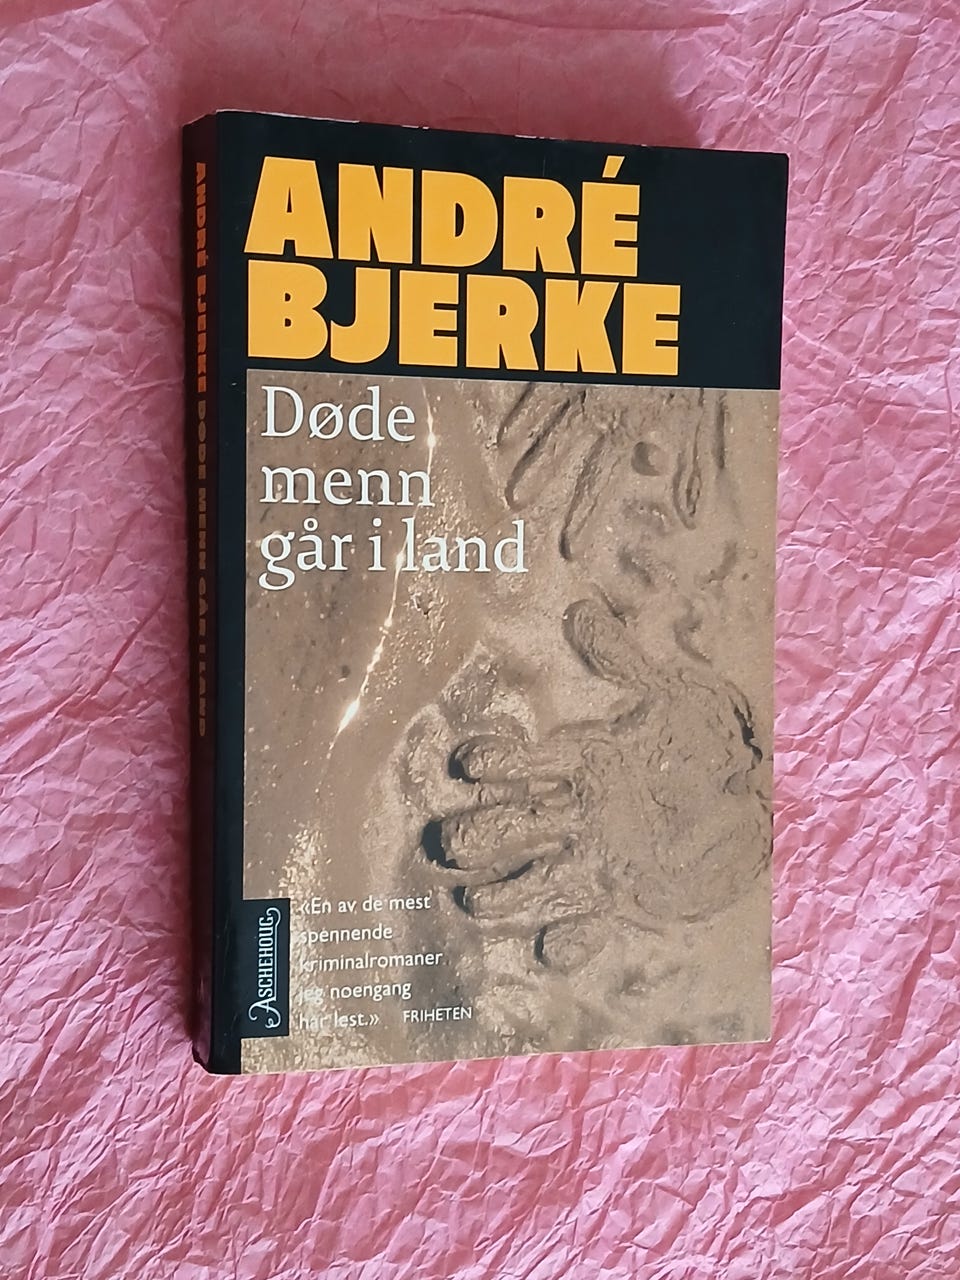 ANDRÉ
BJERKE
Døde
menn
går i land
«En av de mest
spennende
kriminalromaner
jeg noengang
har lest.» FRIHETEN
ASCHEHOUG
ANDRÉ BJERKE DØDE MENN GÅR I LAND